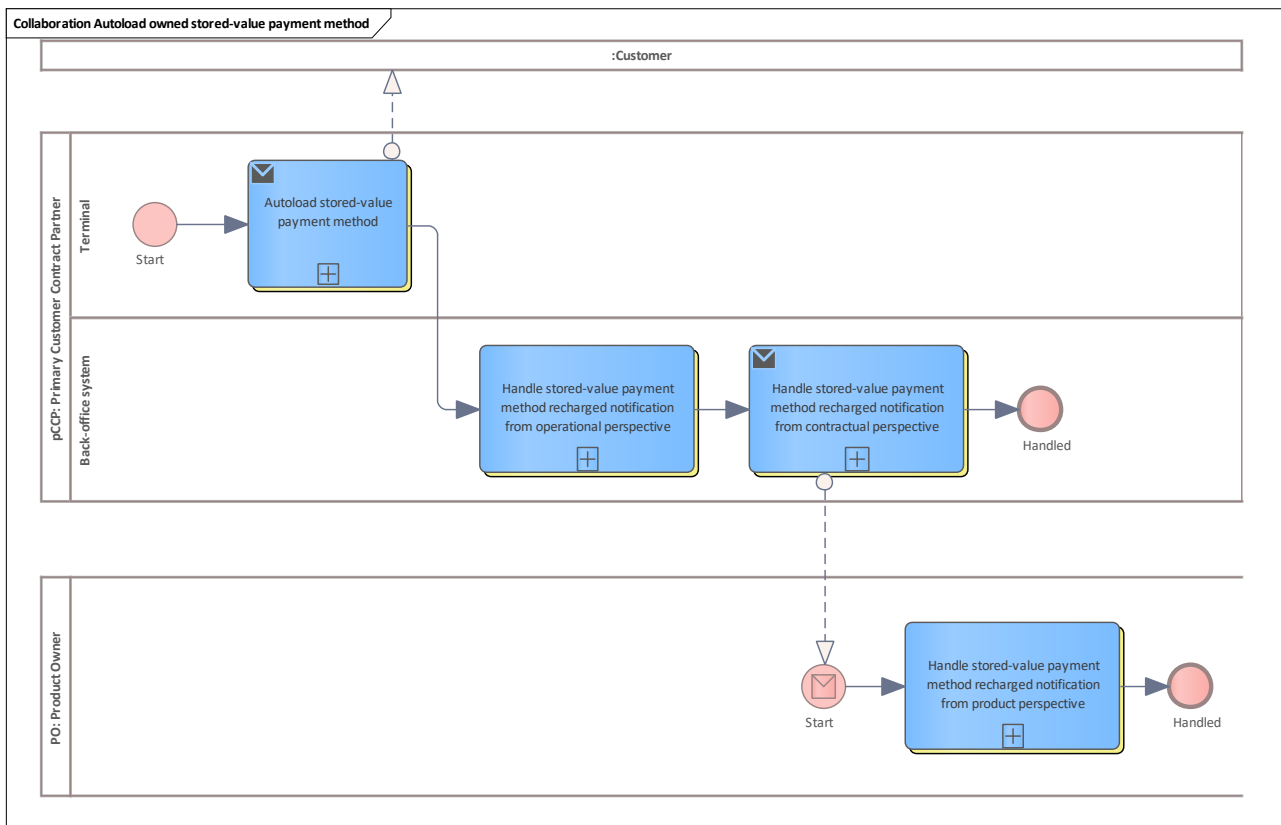 Collaboration Autoload owned stored-value payment method
:Customer
pCCP: Primary Customer Contract Partner
Terminal
Start
Autoload stored-value
payment method
Back-office system
Handle stored-value payment
method recharged notification
from operational perspective
Handle stored-value payment
method recharged notification
from contractual perspective
Handled
PO: Product Owner
Start
Handle stored-value payment
method recharged notification
from product perspective
Handled